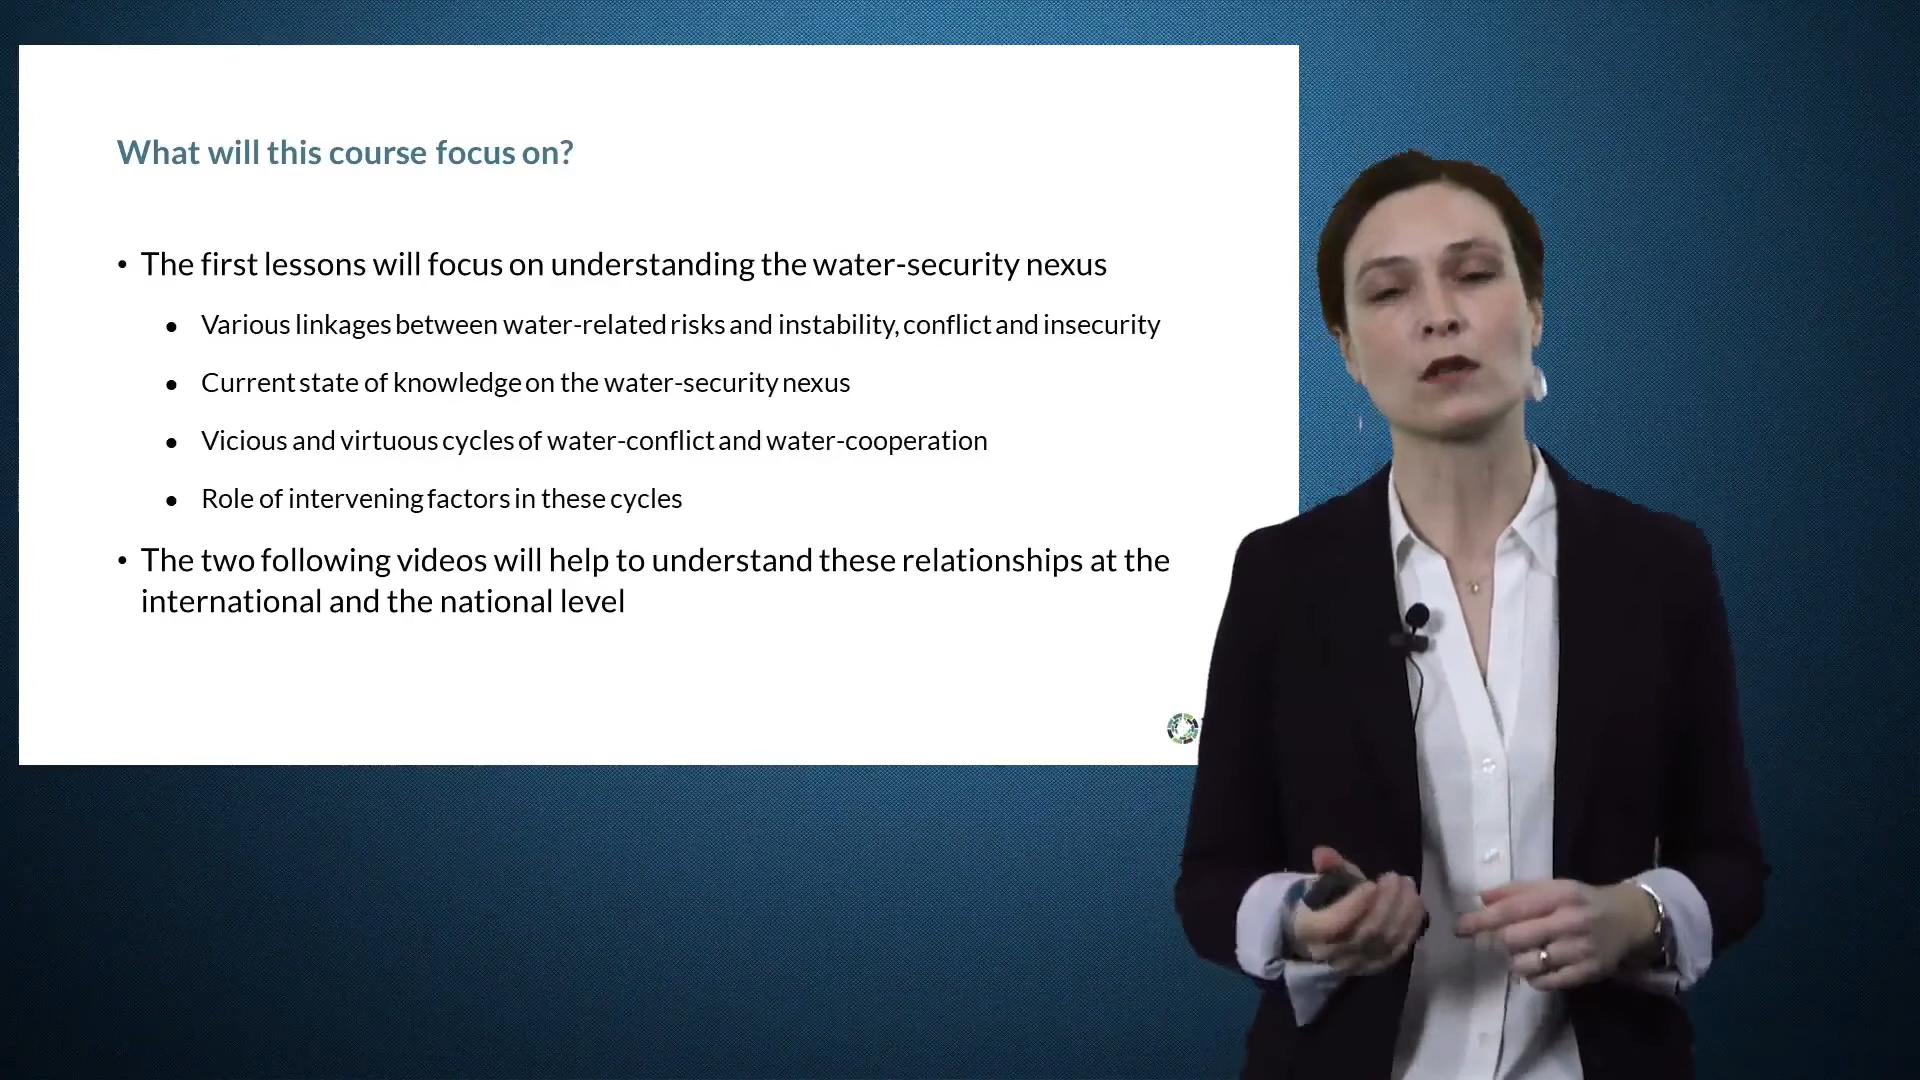 What will this course focus on?
• The first lessons will focus on understanding the water-security nexus
● Various linkages between water-related risks and instability, conflict and insecurity
● Current state of knowledge on the water-security nexus
● Vicious and virtuous cycles of water-conflict and water-cooperation
● Role of intervening factors in these cycles
• The two following videos will help to understand these relationships at the
international and the national level